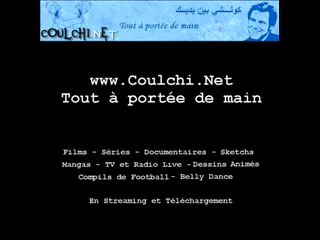 COULCHI.NET
كولشي بين يديك
Tout à portée de main
www.Coulchi.Net
Tout à portée de main
Films - Séries - Documentaires - Sketchs
Mangas - TV et Radio Live - Dessins Animés
Compils de Football - Belly Dance
En Streaming et Téléchargement